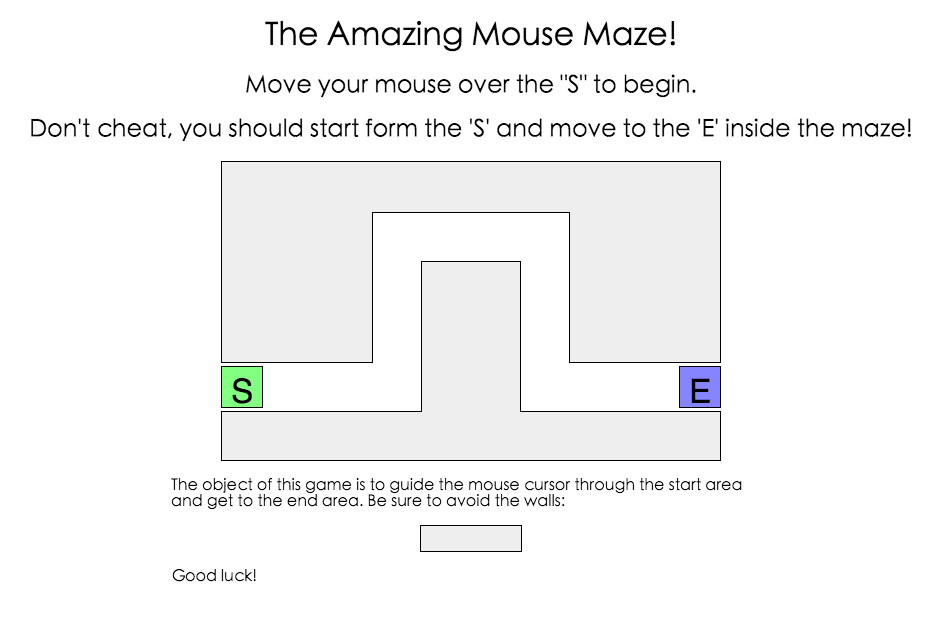 The Amazing Mouse Maze!
Move your mouse over the "S" to begin.
Don't cheat, you should start form the 'S' and move to the 'E' inside the maze!
S
E
The object of this game is to guide the mouse cursor through the start area
and get to the end area. Be sure to avoid the walls:
Good luck!